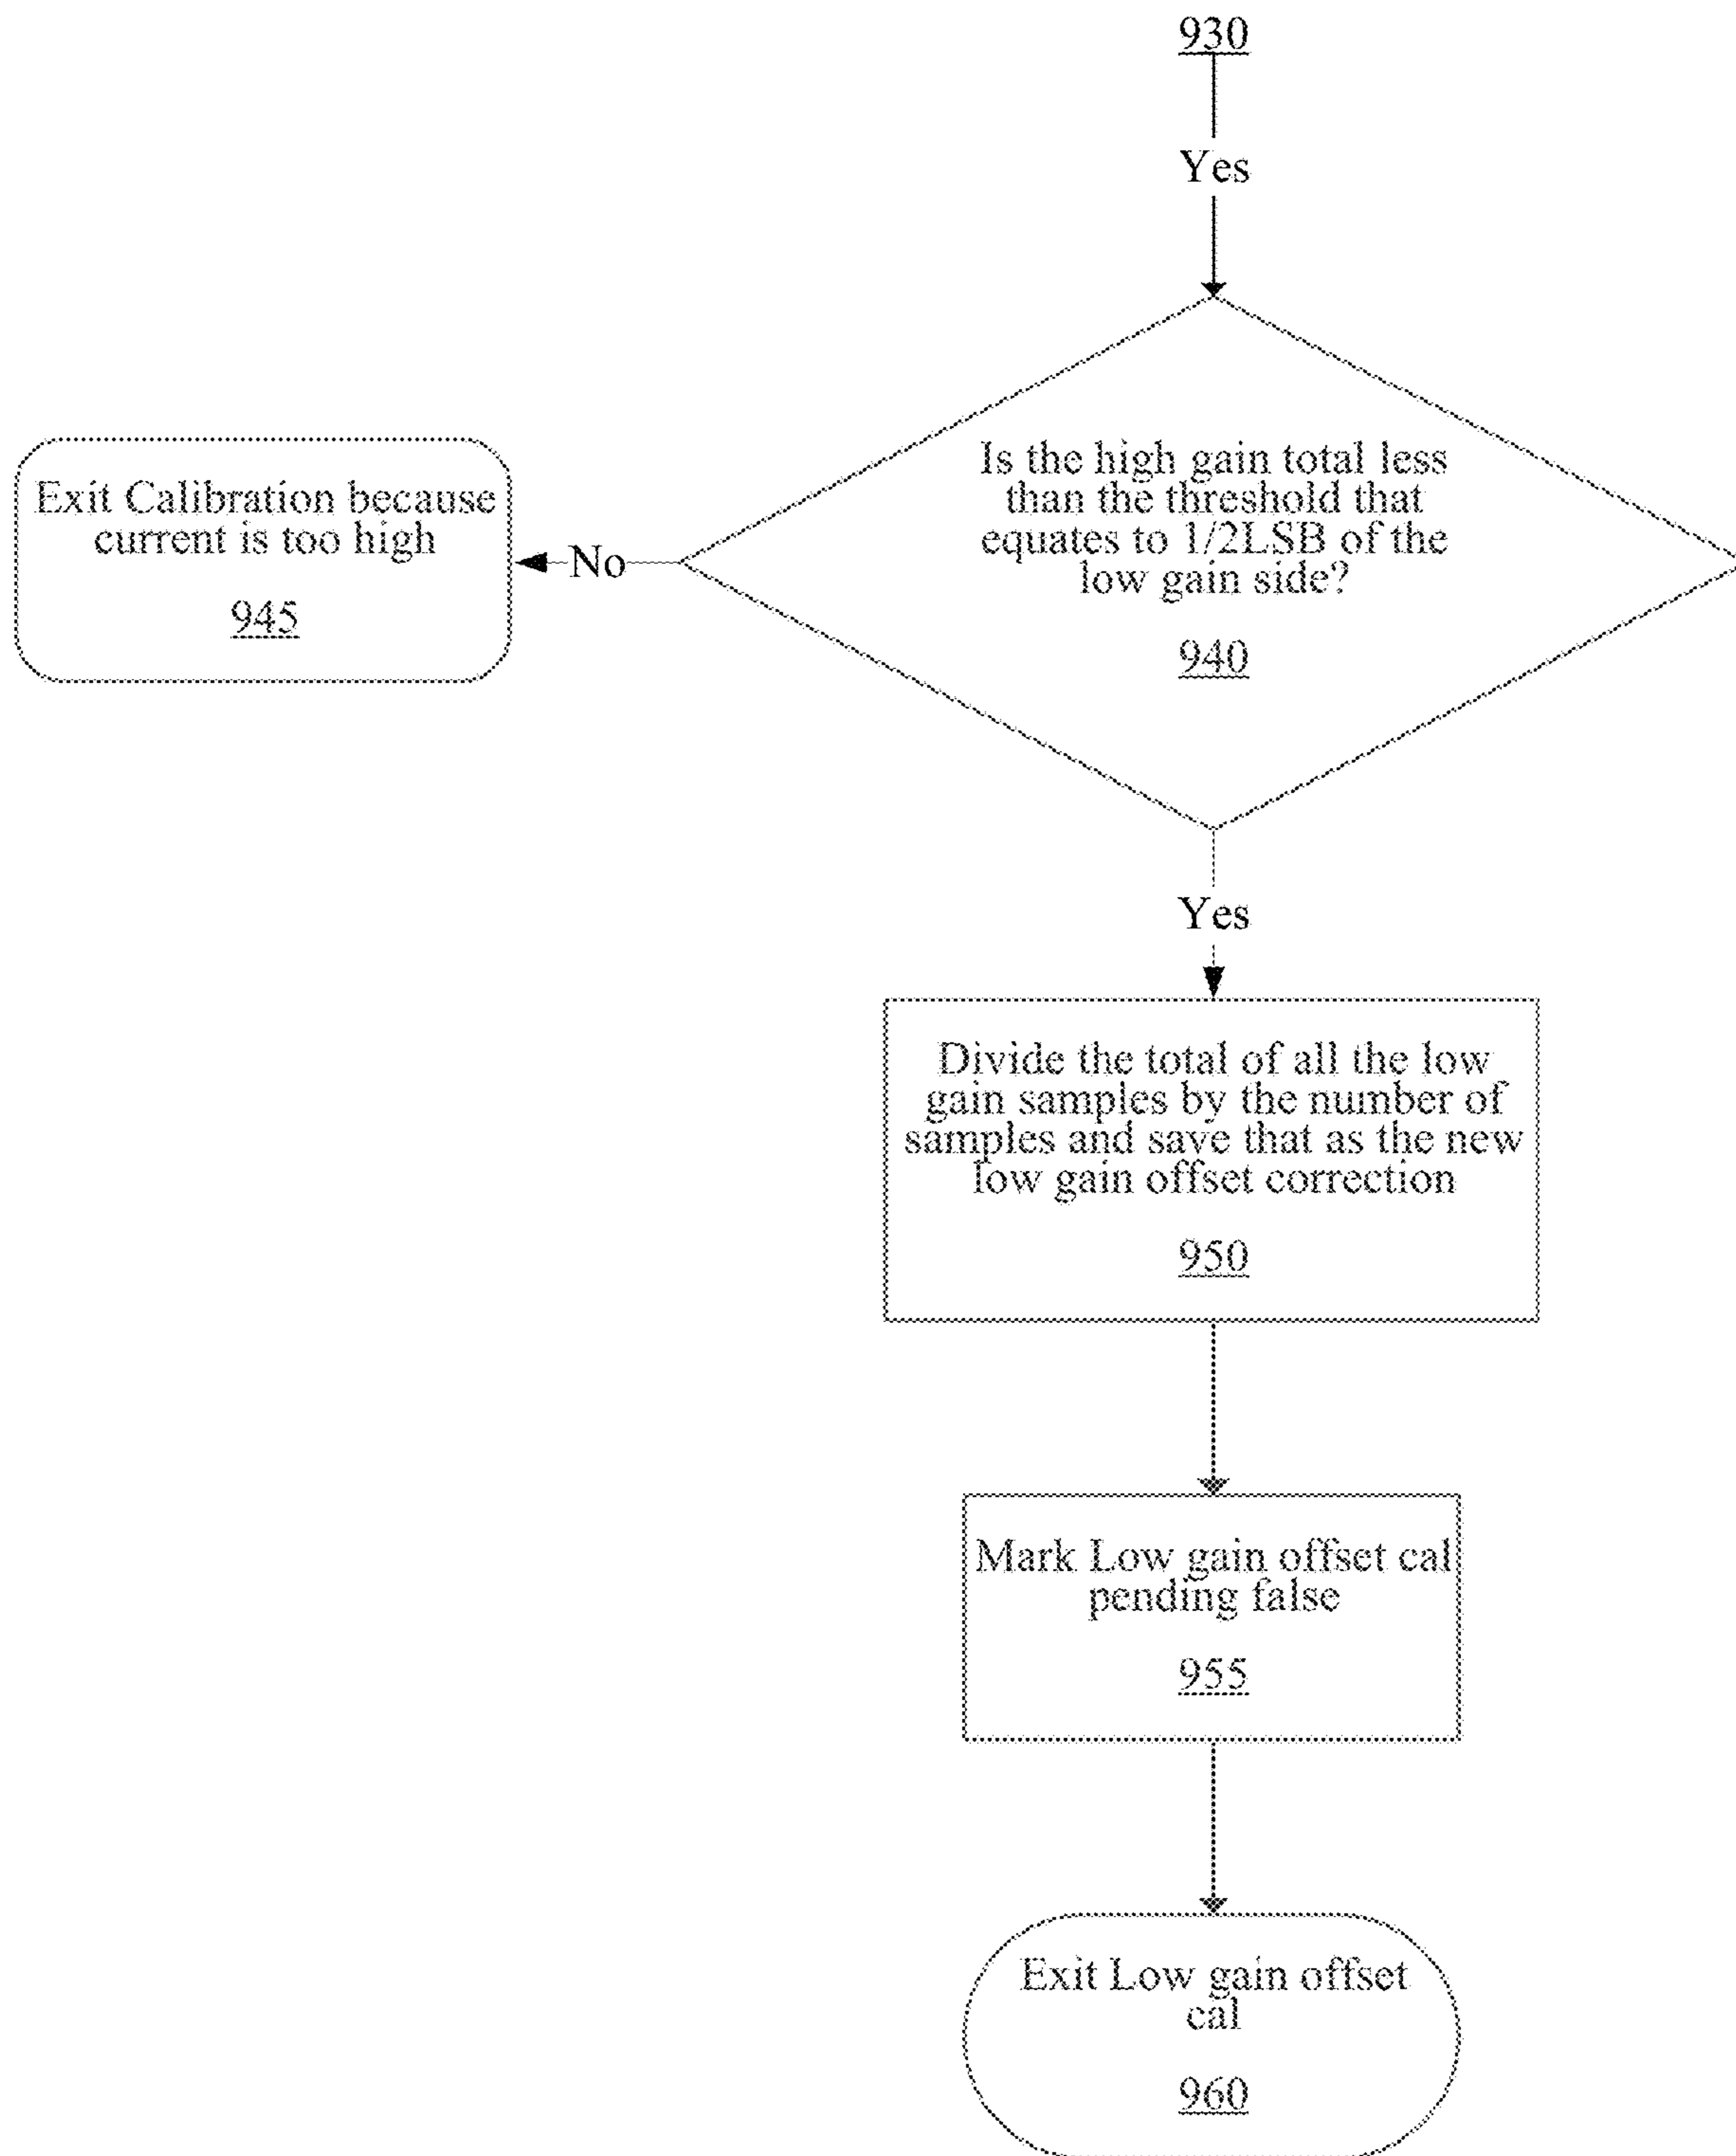 930
Yes
Is the high gain total less
than the threshold that
equates to 1/2LSB of the
low gain side?
940
No
Exit Calibration because
current is too high
945
Yes
Divide the total of all the low
gain samples by the number of
samples and save that as the new
low gain offset correction
950
Mark Low gain offset cal
pending false
955
Exit Low gain offset
cal
960